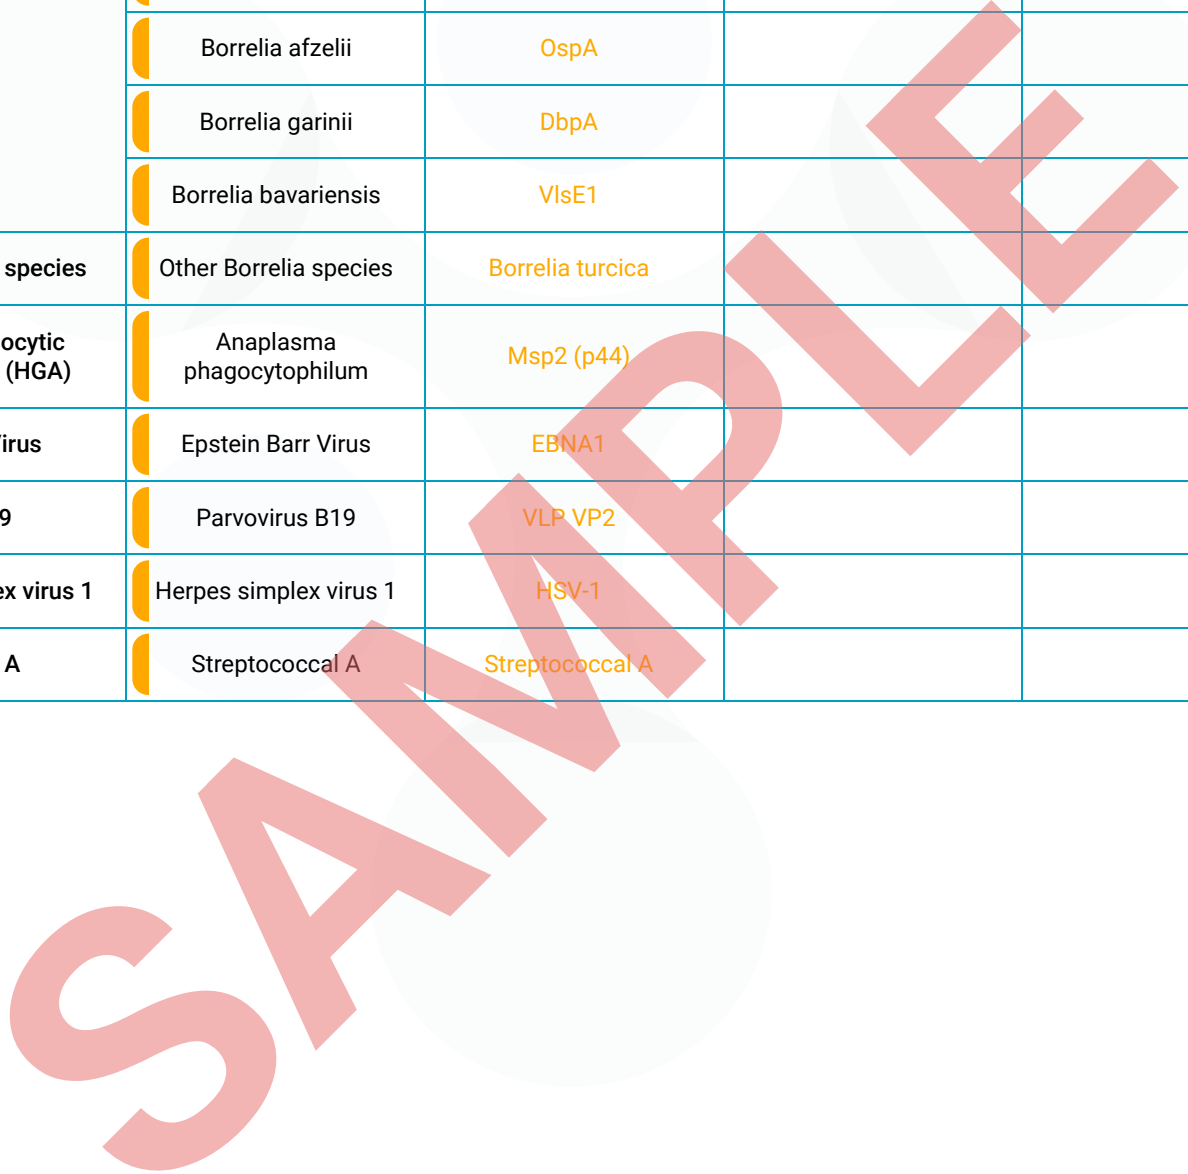 Borrelia afzelii OspA
Borrelia garinii DbpA
Borrelia bavariensis VlsE1
species Other Borrelia species Borrelia turcica
ocytic
(HGA) Anaplasma
phagocytophilum Msp2 (p44)
irus Epstein Barr Virus EBNA1
9 Parvovirus B19 VLP VP2
ex virus 1 Herpes simplex virus 1 HSV-1
A Streptococcal A Streptococcal A
SAMPLE